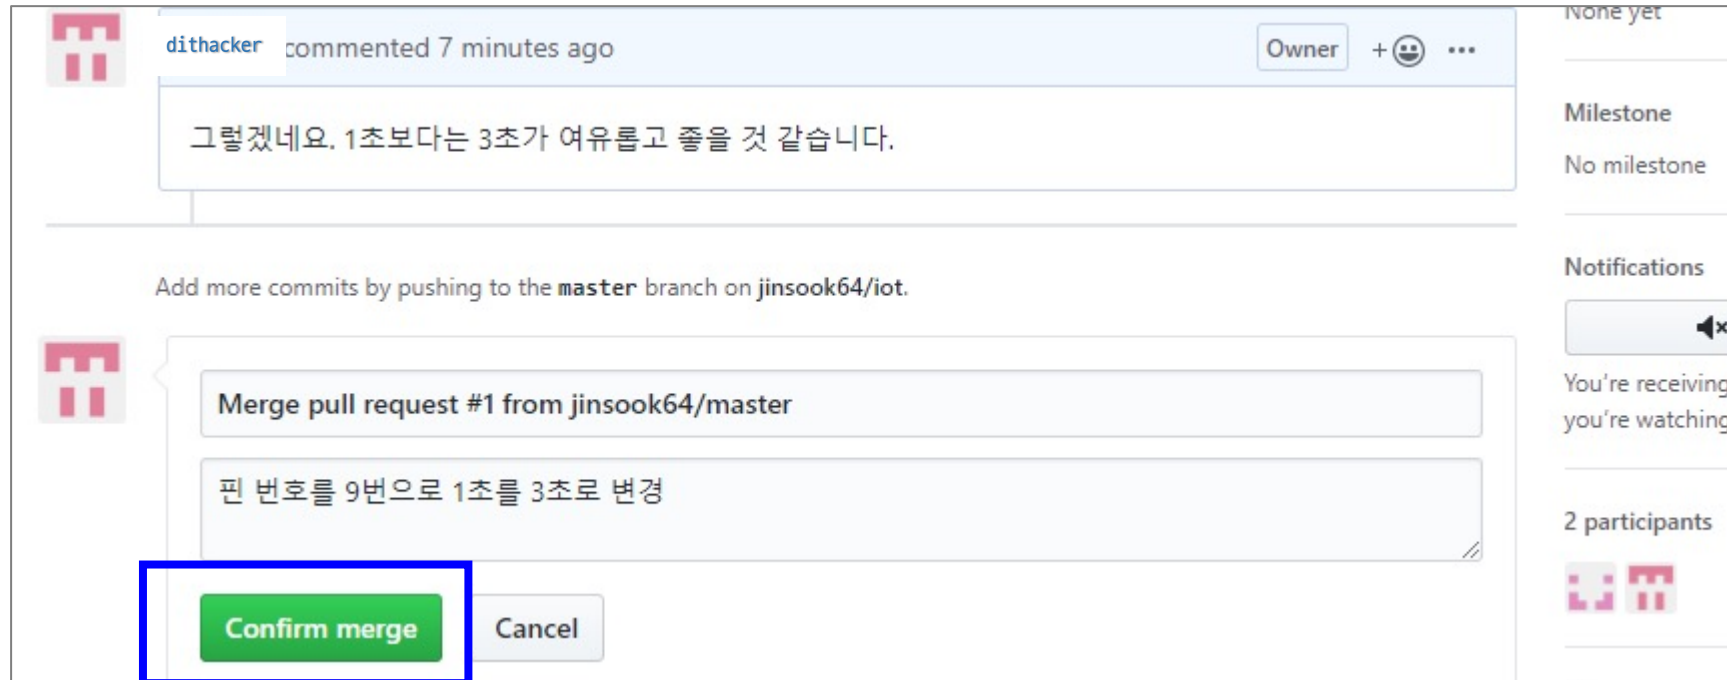 None yet
dithacker commented 7 minutes ago
Owner
그렇겠네요. 1초보다는 3초가 여유롭고 좋을 것 같습니다.
Milestone
No milestone
Add more commits by pushing to the master branch on jinsook64/iot.
Notifications
You're receiving
you're watching
Merge pull request #1 from jinsook64/master
핀 번호를 9번으로 1초를 3초로 변경
2 participants
Confirm merge
Cancel